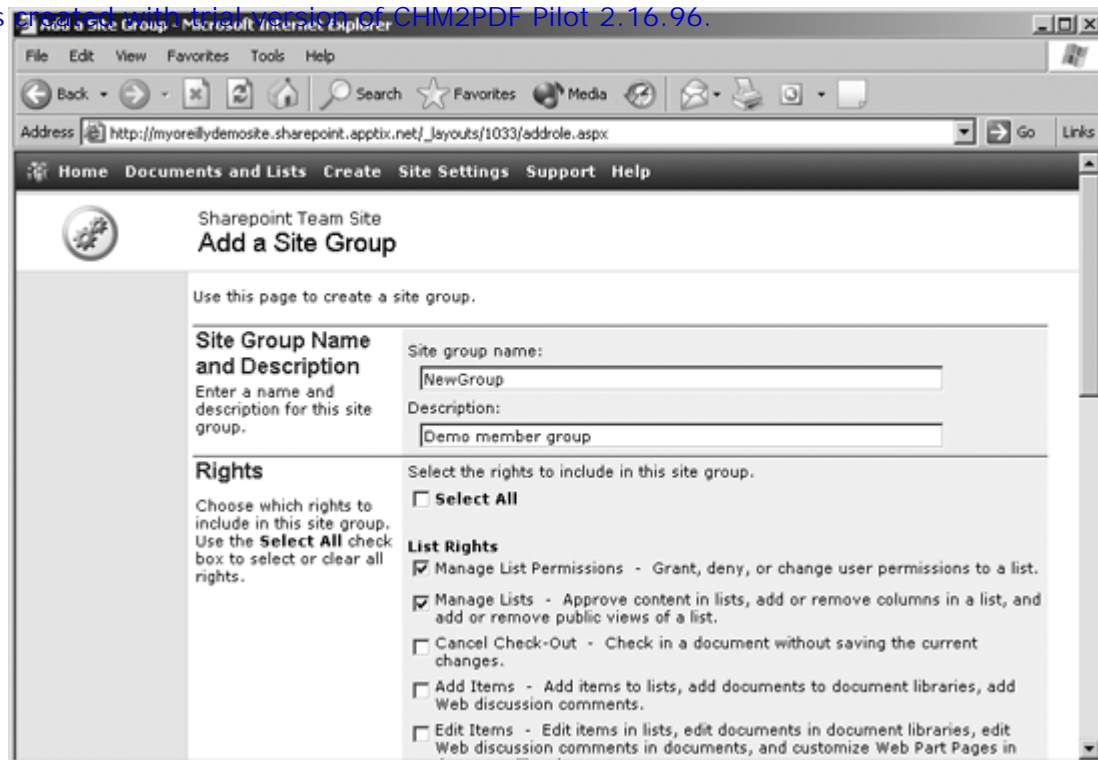 s created with trial version of CHM2PDF Pilot 2.16.96.
Add a Site Group - Microsoft Internet Explorer
File Edit View Favorites Tools Help
Back Search Favorites Media
Address http://myoreillydemosite.sharepoint.apptix.net/_layouts/1033/addrole.aspx Go Links
Home Documents and Lists Create Site Settings Support Help
Sharepoint Team Site
Add a Site Group
Use this page to create a site group.
Site Group Name
and Description
Enter a name and
description for this site
group.
Site group name:
NewGroup
Description:
Demo member group
Rights
Choose which rights to
include in this site group.
Use the Select All check
box to select or clear all
rights.
Select the rights to include in this site group.
Select All
List Rights
Manage List Permissions - Grant, deny, or change user permissions to a list.
Manage Lists - Approve content in lists, add or remove columns in a list, and
add or remove public views of a list.
Cancel Check-Out - Check in a document without saving the current
changes.
Add Items - Add items to lists, add documents to document libraries, add
Web discussion comments.
Edit Items - Edit items in lists, edit documents in document libraries, edit
Web discussion comments in documents, and customize Web Part Pages in